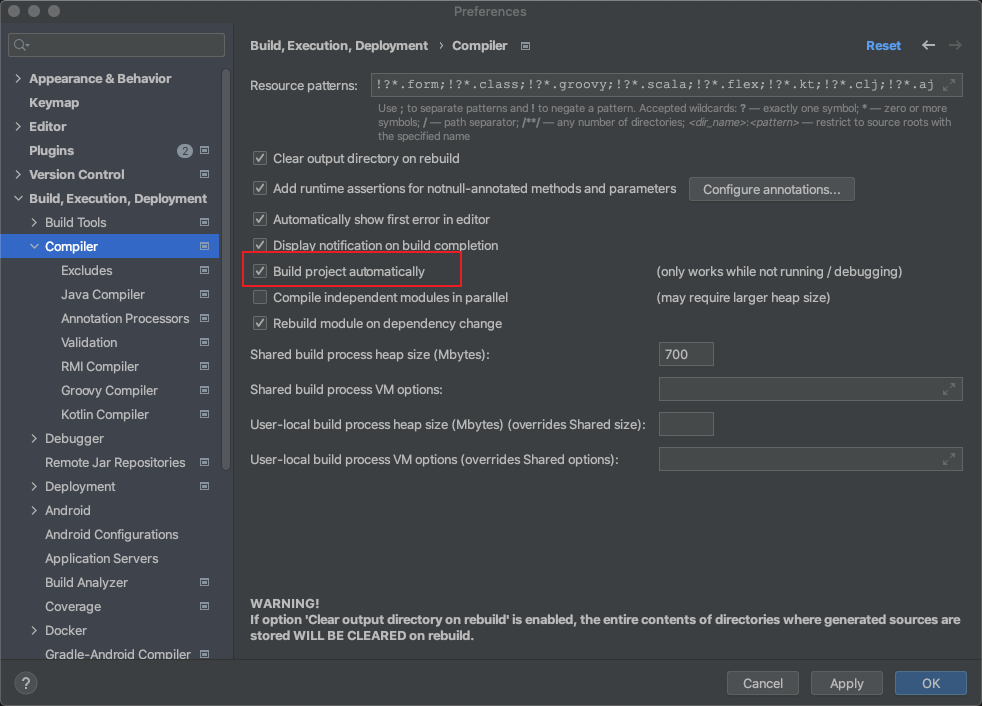 Preferences
Build, Execution, Deployment › Compiler
Reset
Appearance & Behavior
Keymap
Editor
Plugins 2
Version Control
Build, Execution, Deployment
Build Tools
Compiler
Excludes
Java Compiler
Annotation Processors
Validation
RMI Compiler
Groovy Compiler
Kotlin Compiler
Debugger
Remote Jar Repositories
Deployment
Android
Android Configurations
Application Servers
Build Analyzer
Coverage
Docker
Gradle-Android Compiler
Resource patterns: !?*.form;!?*.class;!?*.groovy;!?*.scala;!?*.flex;!?*.kt;!?*.clj;!?*.aj
Use ; to separate patterns and ! to negate a pattern. Accepted wildcards: ? — exactly one symbol; * — zero or more
symbols; / — path separator; /**/ — any number of directories; <dir_name>:<pattern> — restrict to source roots with
the specified name
Clear output directory on rebuild
Add runtime assertions for notnull-annotated methods and parameters Configure annotations...
Automatically show first error in editor
Display notification on build completion
Build project automatically (only works while not running / debugging)
Compile independent modules in parallel (may require larger heap size)
Rebuild module on dependency change
Shared build process heap size (Mbytes): 700
Shared build process VM options:
User-local build process heap size (Mbytes) (overrides Shared size):
User-local build process VM options (overrides Shared options):
WARNING!
If option 'Clear output directory on rebuild' is enabled, the entire contents of directories where generated sources are
stored WILL BE CLEARED on rebuild.
? Cancel Apply OK